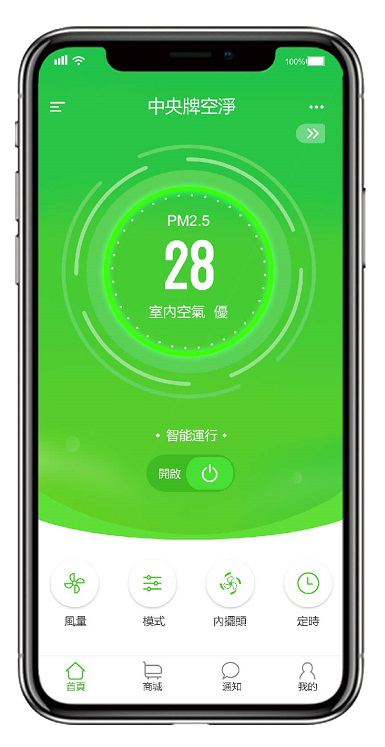 100%
中央牌空淨
PM2.5
28
室內空氣 優
• 智能運行 •
開啟
風量 模式 內擺頭 定時
首頁 商城 通知 我的